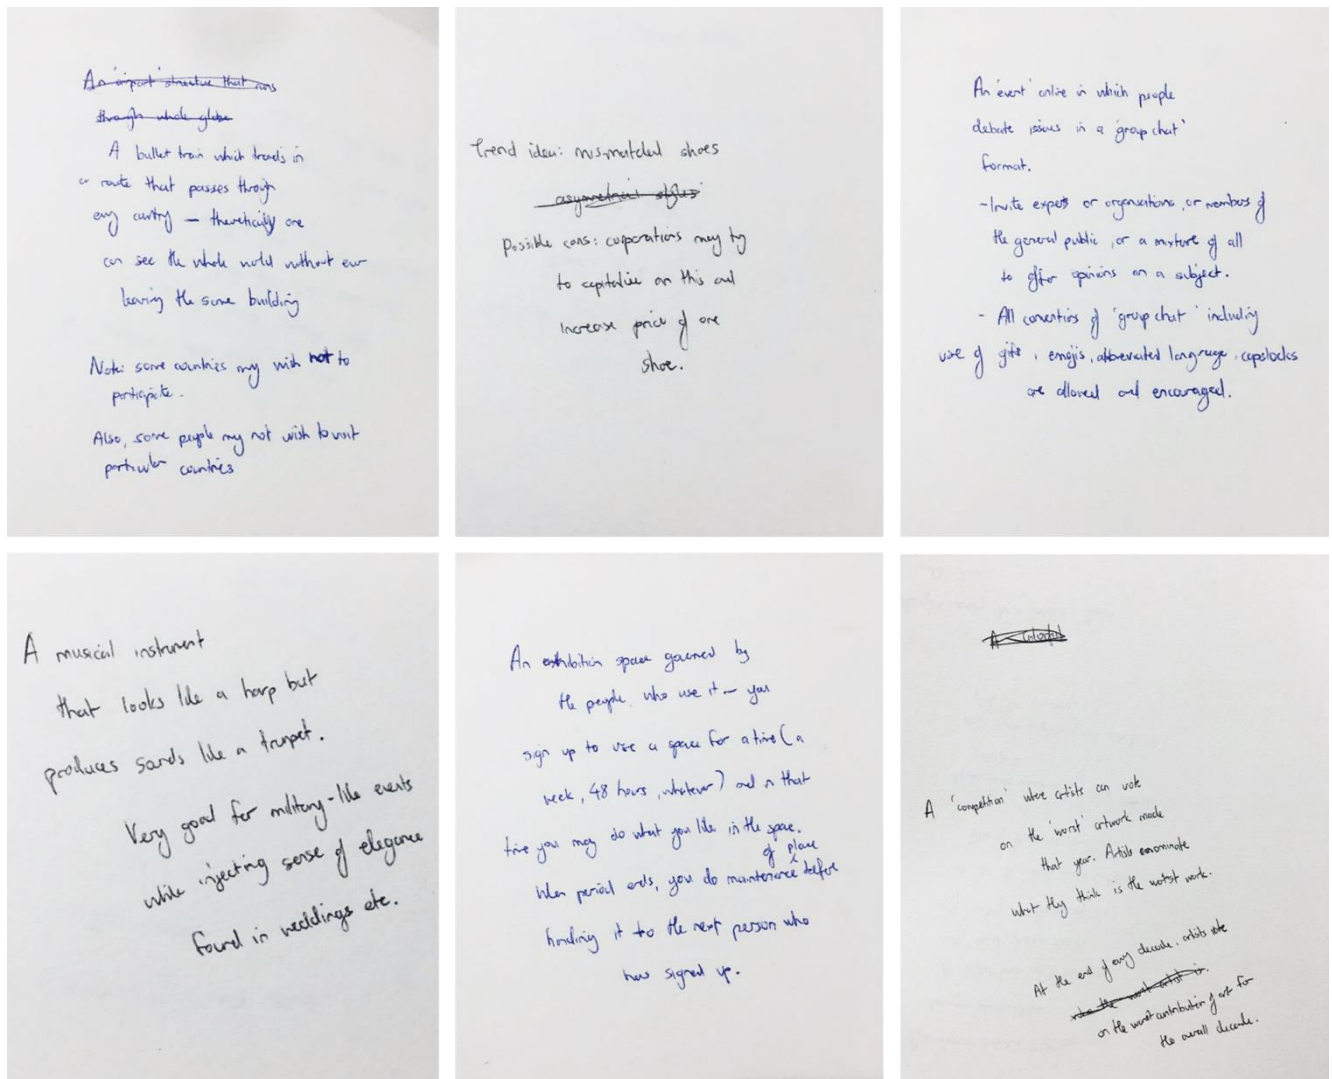 An 'airport' structure that runs
through whole globe
A bullet train which travels in
a route that passes through
every country — theoretically one
can see the whole world without ever
leaving the same building
Note: some countries may wish not to
participate.
Also, some people may not wish to visit
particular countries
Trend idea: mis-matched shoes
asymmetrical styles
Possible cons: corporations may try
to capitalise on this and
increase price of one
shoe.
An 'event' online in which people
debate issues in a 'group chat'
format.
- Invite experts or organisations, or members of
the general public, or a mixture of all
to offer opinions on a subject.
- All conventions of 'group chat' including
use of gifs, emojis, abbreviated language, capslocks
are allowed and encouraged.
A musical instrument
that looks like a harp but
produces sounds like a trumpet.
Very good for military-like events
while injecting sense of elegance
found in weddings etc.
An exhibition space governed by
the people who use it — you
sign up to use a space for a time (a
week, 48 hours, whatever) and in that
time you may do what you like in the space.
When period ends, you do maintenance of place before
handing it to the next person who
has signed up.
A colorful
A 'competition' where artists can vote
on the 'worst' artwork made
that year. Artists nominate
what they think is the worst work.
At the end of every decade, artists vote
the worst artist is
on the worst contribution of art for
the overall decade.